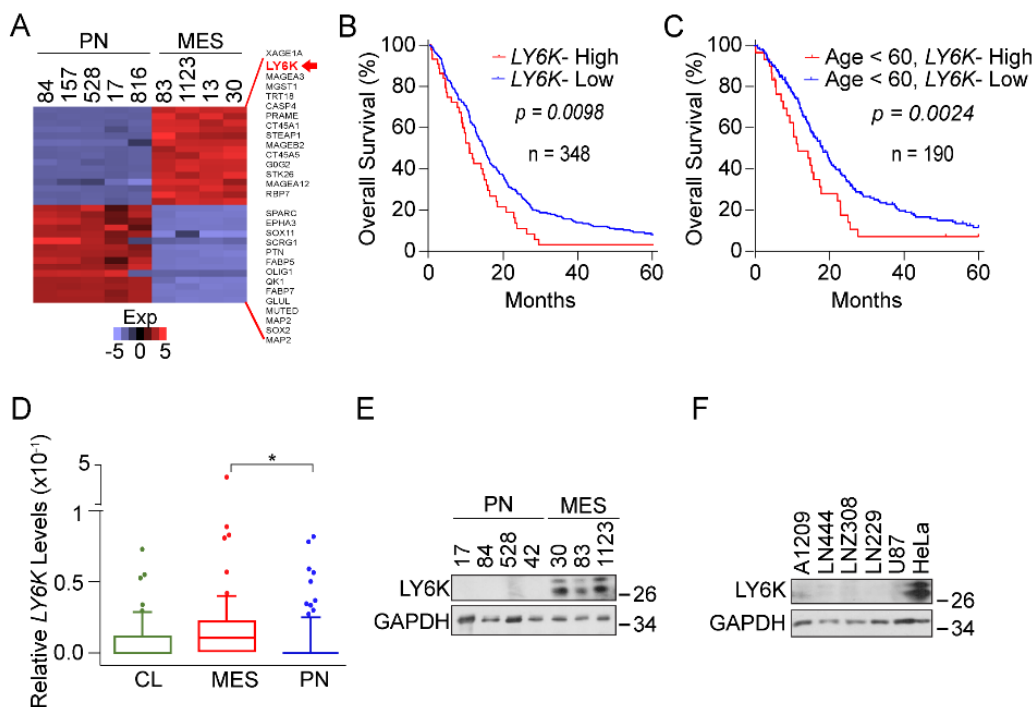 A
PN
MES
84
157
528
17
816
83
1123
13
30
XAGE1A
LY6K
MAGEA3
MGST1
TRT18
CASP4
PRAME
CT45A1
STEAP1
MAGEB2
CT45A5
G0G2
STK26
MAGEA12
RBP7
SPARC
EPHA3
SOX11
SCRG1
PTN
FABP5
OLIG1
QK1
FABP7
GLUL
MUTED
MAP2
SOX2
MAP2
Exp
-5 0 5
B
Overall Survival (%)
100
80
60
40
20
0
LY6K- High
LY6K- Low
p = 0.0098
n = 348
0 20 40 60
Months
C
Overall Survival (%)
100
80
60
40
20
0
Age < 60, LY6K- High
Age < 60, LY6K- Low
p = 0.0024
n = 190
0 20 40 60
Months
D
Relative LY6K Levels (x10⁻¹)
5
1
0.5
0.0
*
CL MES PN
E
PN MES
17
84
528
42
30
83
1123
LY6K
-26
GAPDH
-34
F
A1209
LN444
LNZ308
LN229
U87
HeLa
LY6K
-26
GAPDH
-34